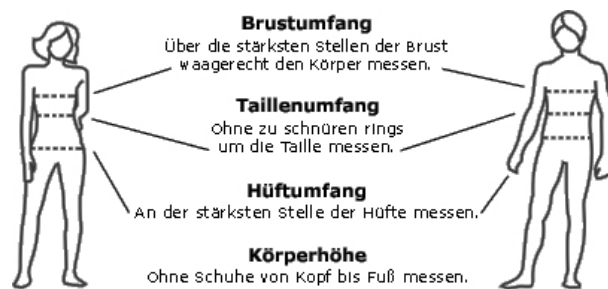 Brustumfang
Über die stärksten Stellen der Brust
waagerecht den Körper messen.
Taillenumfang
Ohne zu schnüren rings
um die Taille messen.
Hüftumfang
An der stärksten Stelle der Hüfte messen.
Körperhöhe
Ohne Schuhe von Kopf bis Fuß messen.